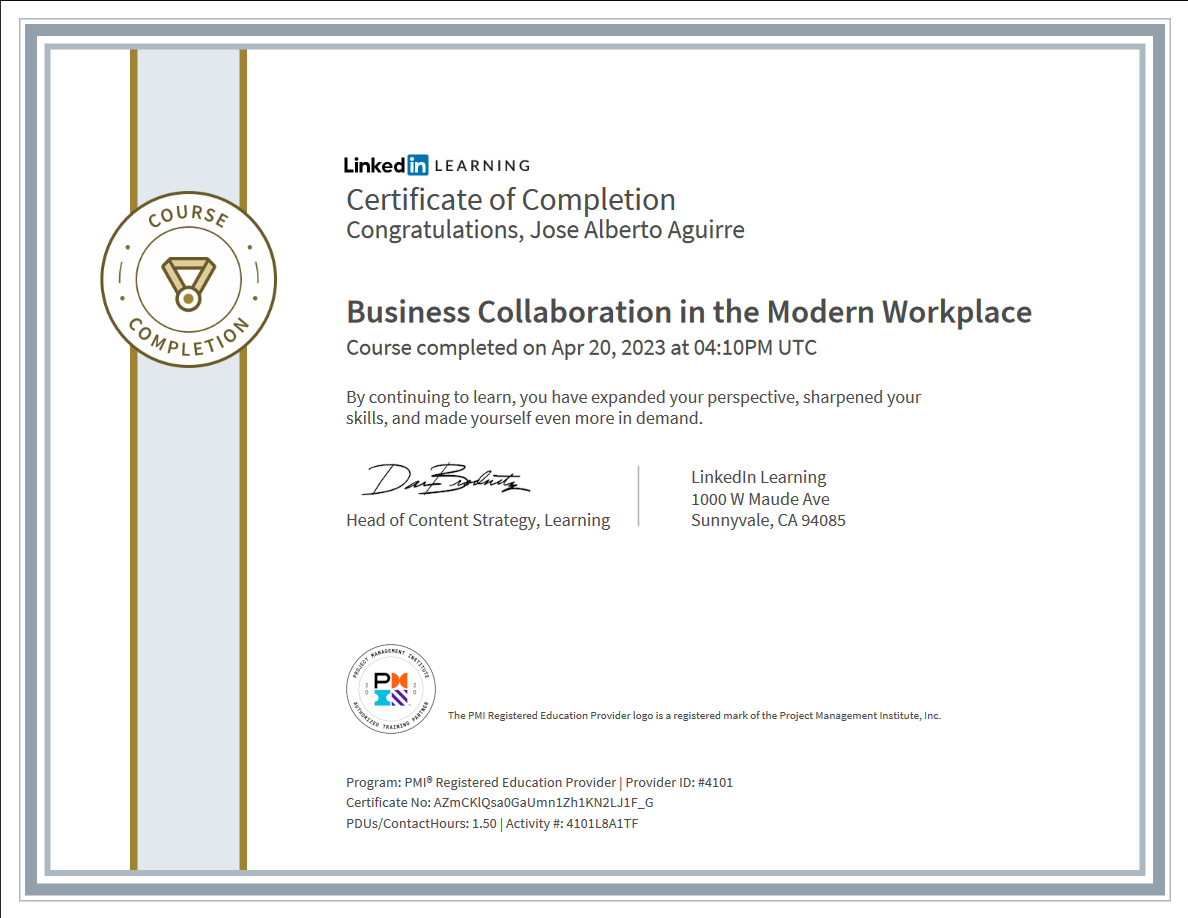 COURSE
COMPLETION
Linked in LEARNING
Certificate of Completion
Congratulations, Jose Alberto Aguirre
Business Collaboration in the Modern Workplace
Course completed on Apr 20, 2023 at 04:10PM UTC
By continuing to learn, you have expanded your perspective, sharpened your
skills, and made yourself even more in demand.
Head of Content Strategy, Learning
LinkedIn Learning
1000 W Maude Ave
Sunnyvale, CA 94085
PROJECT MANAGEMENT INSTITUTE
20 PM 20
AUTHORIZED TRAINING PARTNER
The PMI Registered Education Provider logo is a registered mark of the Project Management Institute, Inc.
Program: PMI® Registered Education Provider | Provider ID: #4101
Certificate No: AZmCKlQsa0GaUmn1Zh1KN2LJ1F_G
PDUs/ContactHours: 1.50 | Activity #: 4101L8A1TF